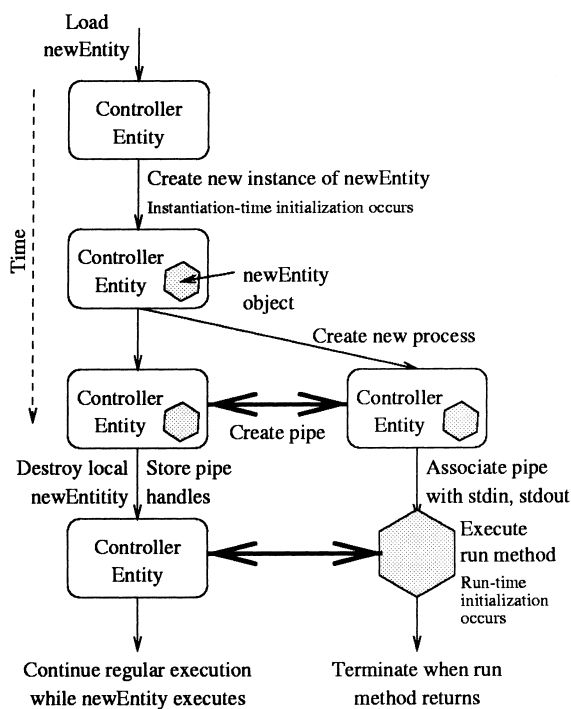 Load
newEntity
Controller
Entity
Time
Create new instance of newEntity
Instantiation-time initialization occurs
Controller
Entity
newEntity
object
Create new process
Controller
Entity
Create pipe
Controller
Entity
Destroy local
newEntitity
Store pipe
handles
Associate pipe
with stdin, stdout
Controller
Entity
Execute
run method
Run-time
initialization
occurs
Continue regular execution
while newEntity executes
Terminate when run
method returns